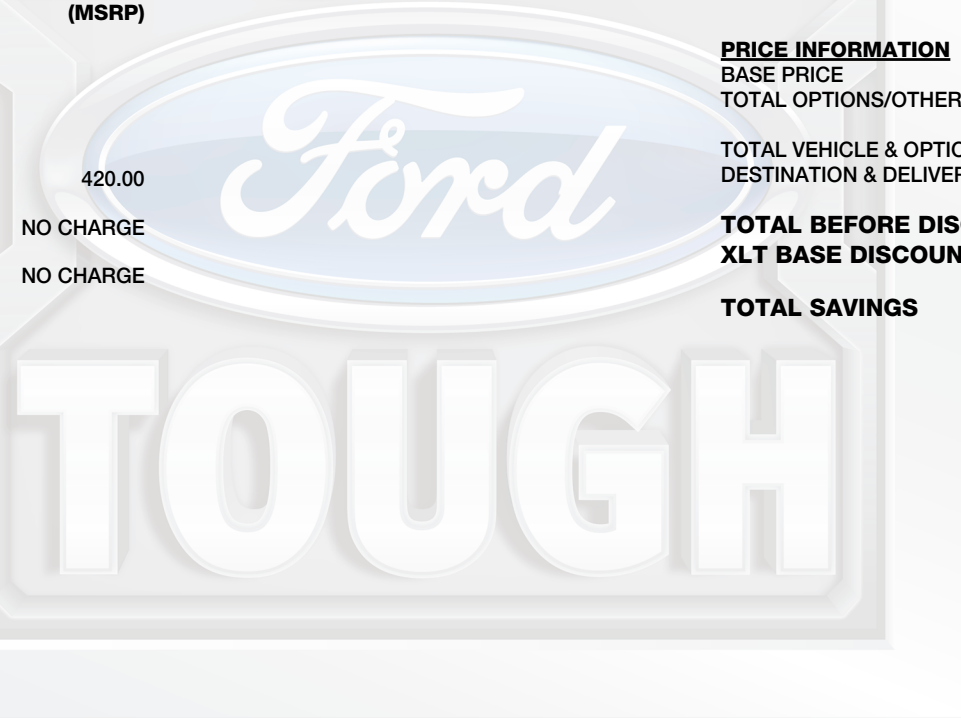 (MSRP)
420.00
NO CHARGE
NO CHARGE
PRICE INFORMATION
BASE PRICE
TOTAL OPTIONS/OTHER
TOTAL VEHICLE & OPTIO
DESTINATION & DELIVER
TOTAL BEFORE DIS
XLT BASE DISCOUN
TOTAL SAVINGS
Ford
TOUGH